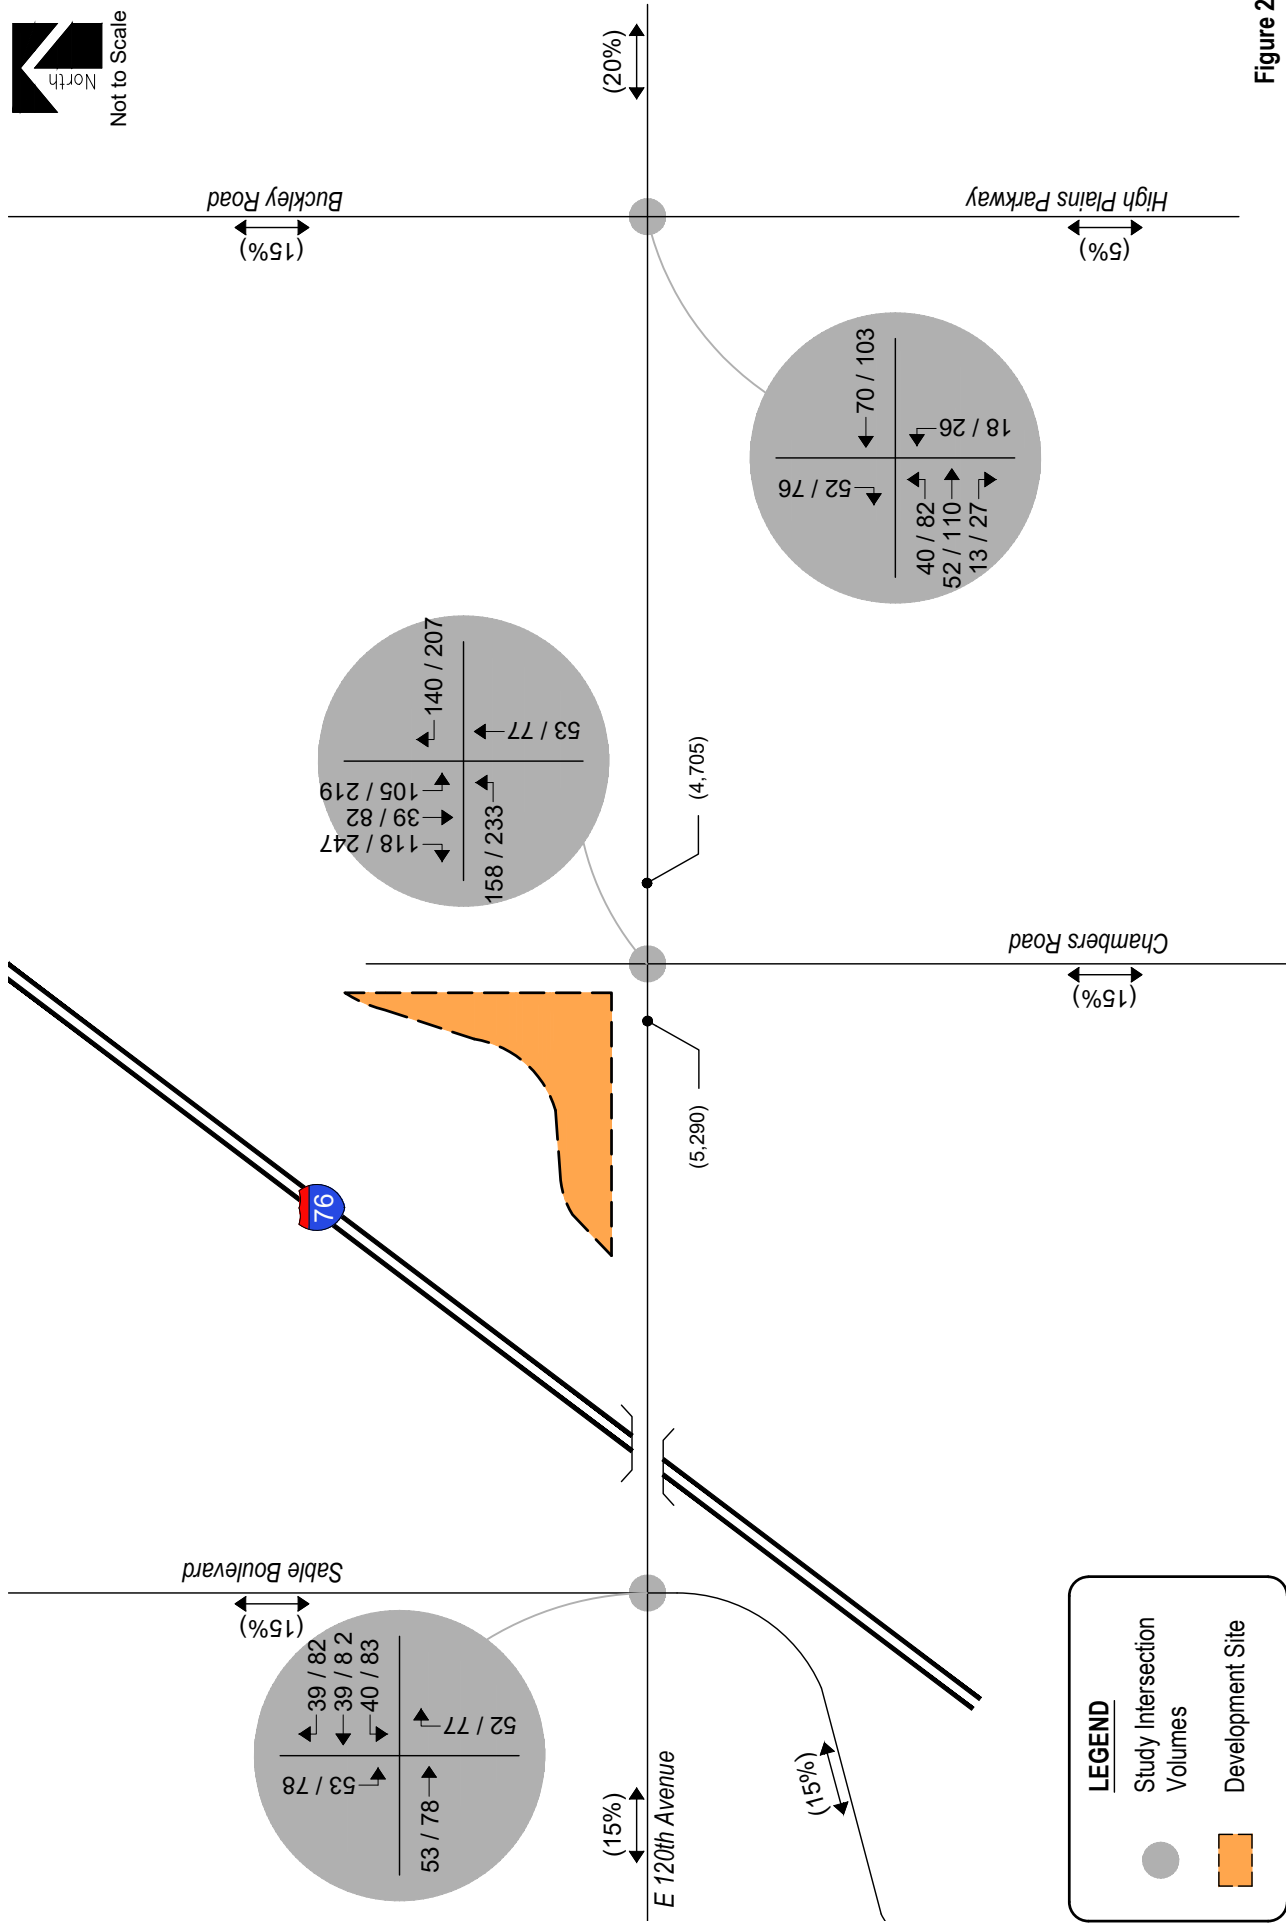 North
Not to Scale
(20%)
Buckley Road
(15%)
High Plains Parkway
(5%)
70 / 103
52 / 76
18 / 26
40 / 82
52 / 110
13 / 27
140 / 207
105 / 219
39 / 82
118 / 247
53 / 77
158 / 233
(4,705)
Chambers Road
(15%)
(5,290)
76
Sable Boulevard
(15%)
39 / 82
39 / 8 2
40 / 83
53 / 78
52 / 77
53 / 78
(15%)
E 120th Avenue
(15%)
LEGEND
Study Intersection
Volumes
Development Site
Figure 2